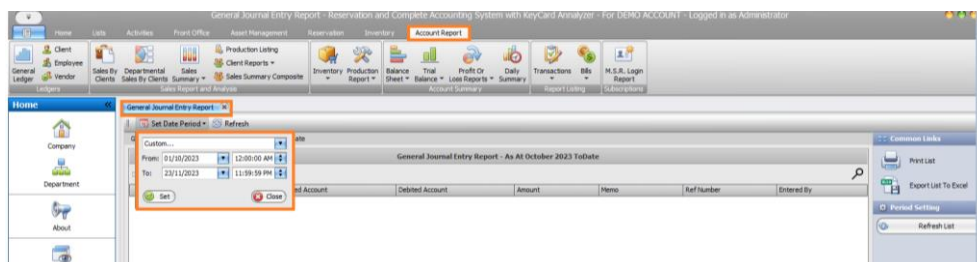 General Journal Entry Report - Reservation and Complete Accounting System with KeyCard Annalyzer - For DEMO ACCOUNT - Logged in as Administrator
Home Lists Activities Front Office Asset Management Reservation Inventory Account Report
General Ledger
Client
Employee
Vendor
Ledgers
Sales By Clients
Departmental Sales By Clients
Sales Summary
Production Listing
Client Reports
Sales Summary Composite
Sales Report and Analysis
Inventory
Production Report
Balance Sheet
Trial Balance
Profit Or Loss Reports
Daily Summary
Account Summary
Transactions
Bills
Report Listing
M.S.R. Login Report
Subscriptions
Home
General Journal Entry Report
Set Date Period
Refresh
Custom...
From: 01/10/2023 12:00:00 AM
To: 23/11/2023 11:59:59 PM
Set
Close
General Journal Entry Report - As At October 2023 ToDate
Debited Account Amount Memo Ref Number Entered By
Company
Department
About
Common Links
Print List
Export List To Excel
Period Setting
Refresh List